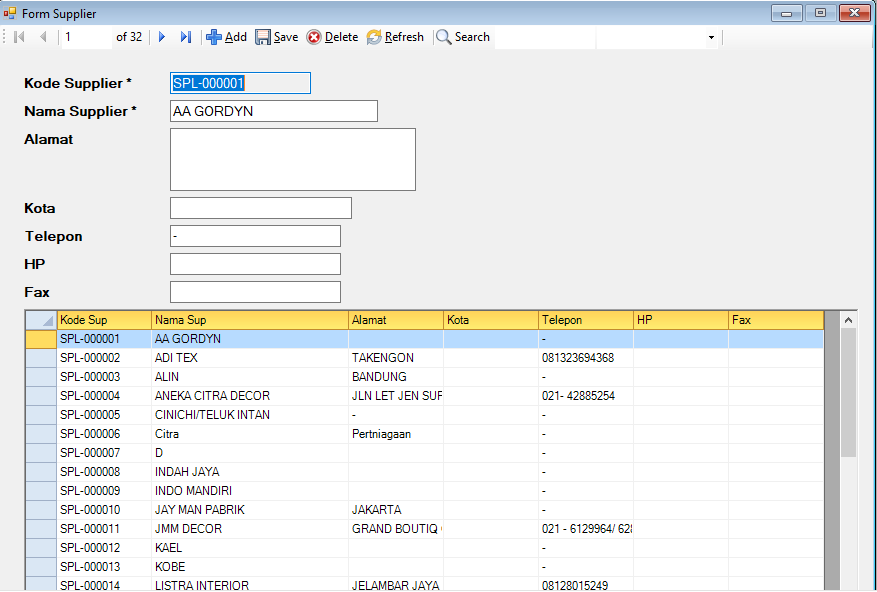 Form Supplier
1 of 32 Add Save Delete Refresh Search
Kode Supplier * SPL-000001
Nama Supplier * AA GORDYN
Alamat
Kota
Telepon -
HP
Fax
Kode Sup Nama Sup Alamat Kota Telepon HP Fax
SPL-000001 AA GORDYN -
SPL-000002 ADI TEX TAKENGON 081323694368
SPL-000003 ALIN BANDUNG -
SPL-000004 ANEKA CITRA DECOR JLN LET JEN SUF 021- 42885254
SPL-000005 CINICHI/TELUK INTAN - -
SPL-000006 Citra Pertniagaan -
SPL-000007 D -
SPL-000008 INDAH JAYA -
SPL-000009 INDO MANDIRI -
SPL-000010 JAY MAN PABRIK JAKARTA -
SPL-000011 JMM DECOR GRAND BOUTIQ 021 - 6129964/ 628
SPL-000012 KAEL -
SPL-000013 KOBE -
SPL-000014 LISTRA INTERIOR JELAMBAR JAYA 08128015249